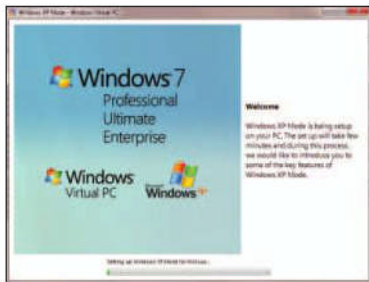 Windows XP Mode - Windows Virtual PC
Windows 7
Professional
Ultimate
Enterprise
Windows
Virtual PC
Windows xp
Welcome
Windows XP Mode is being setup
on your PC. The set up will take few
minutes and during this process,
we would like to introduce you to
some of the key features of
Windows XP Mode.
Setting up Windows XP Mode for first use...